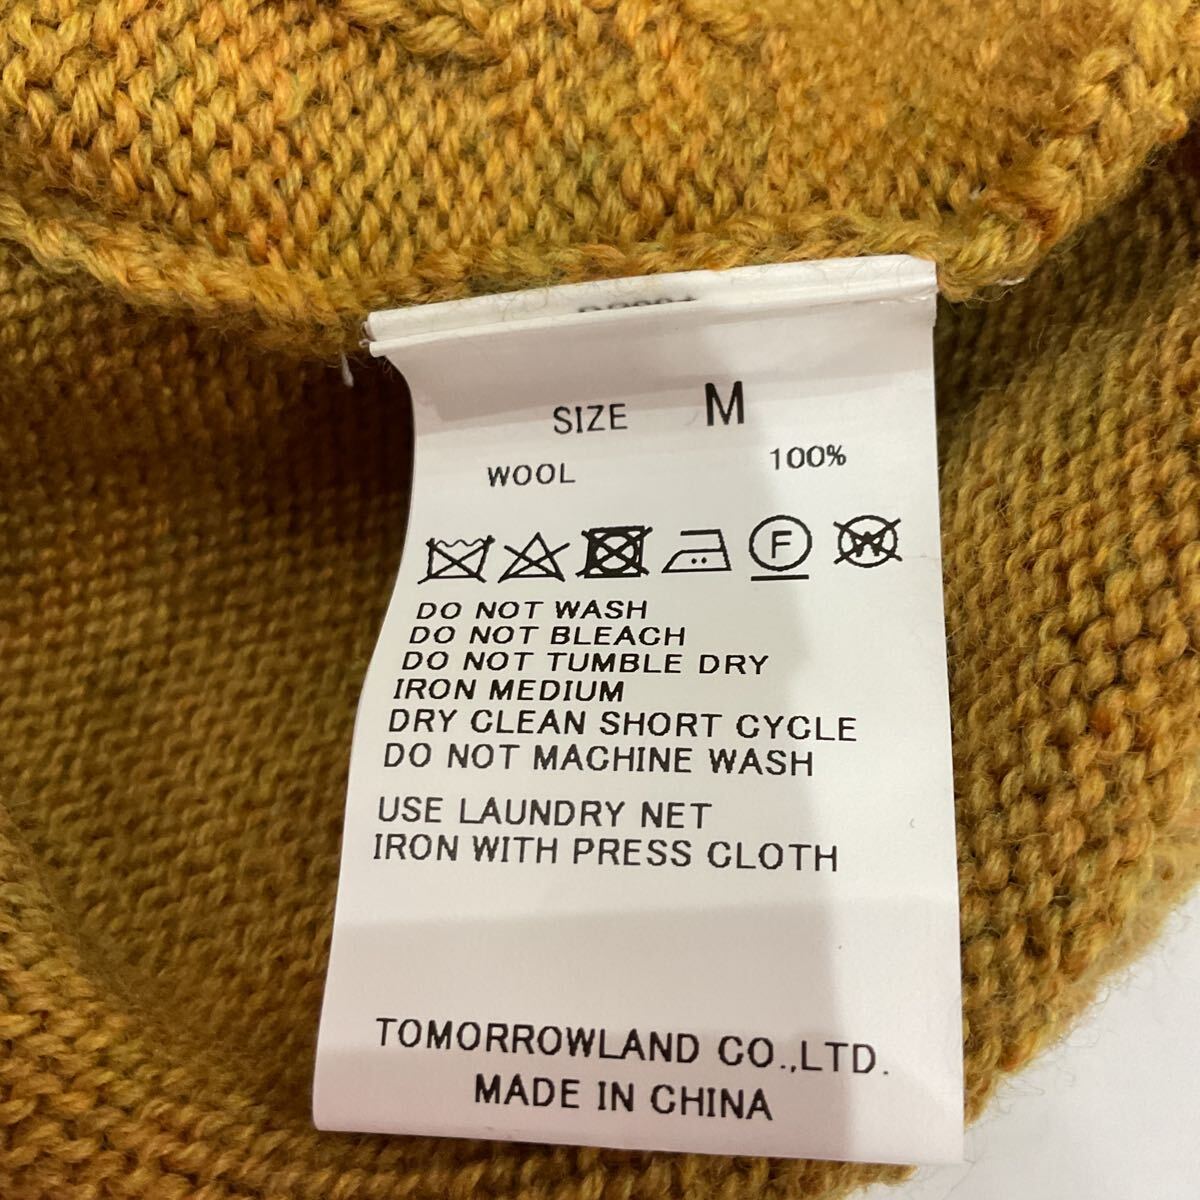 SIZE M
WOOL 100%
F W
DO NOT WASH
DO NOT BLEACH
DO NOT TUMBLE DRY
IRON MEDIUM
DRY CLEAN SHORT CYCLE
DO NOT MACHINE WASH
USE LAUNDRY NET
IRON WITH PRESS CLOTH
TOMORROWLAND CO.,LTD.
MADE IN CHINA